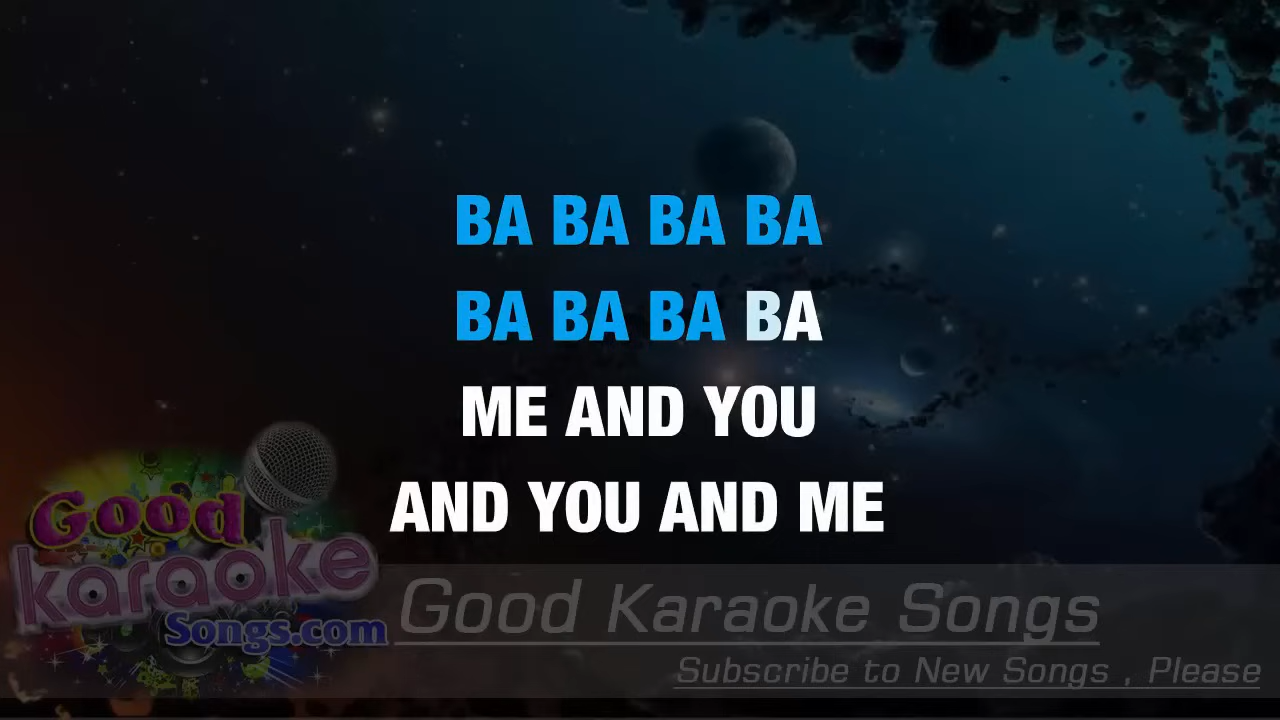 BA BA BA BA
BA BA BA BA
ME AND YOU
AND YOU AND ME
Good
karaoke
Songs.com
Good Karaoke Songs
Subscribe to New Songs , Please